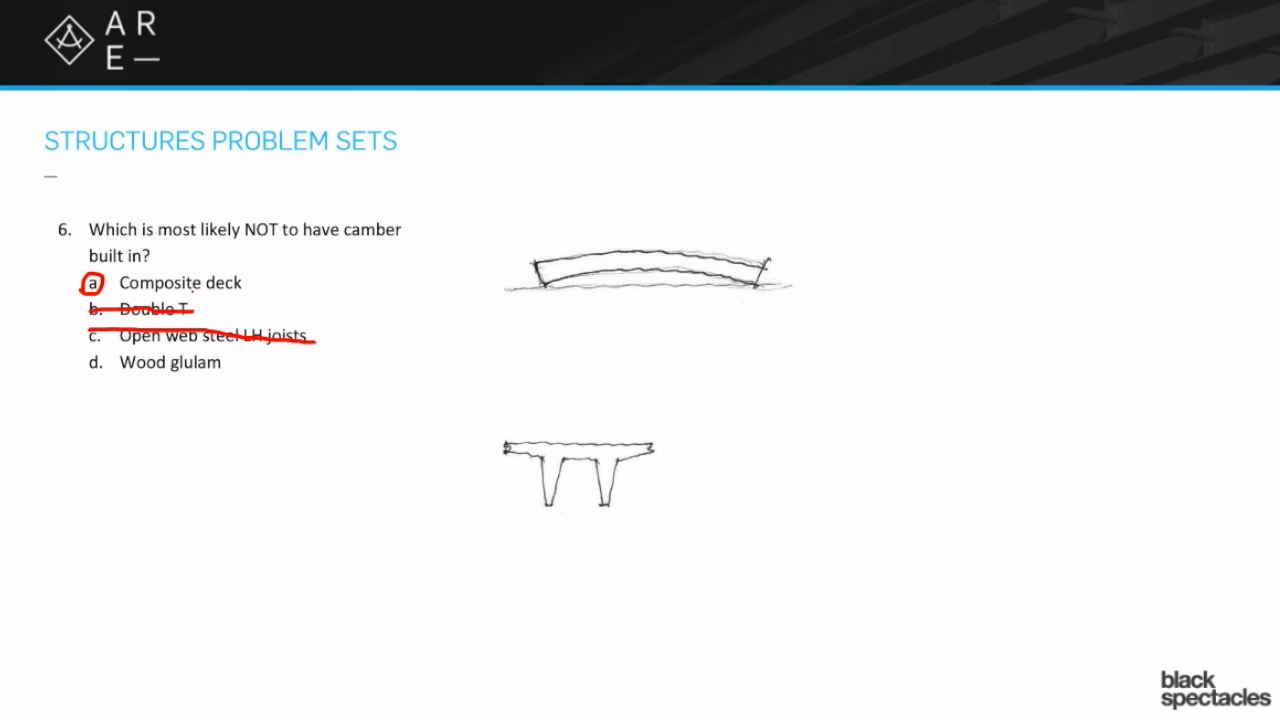 A R
E —
STRUCTURES PROBLEM SETS
—
6. Which is most likely NOT to have camber
built in?
a Composite deck
b. Double T
c. Open web steel LH joists
d. Wood glulam
black
spectacles